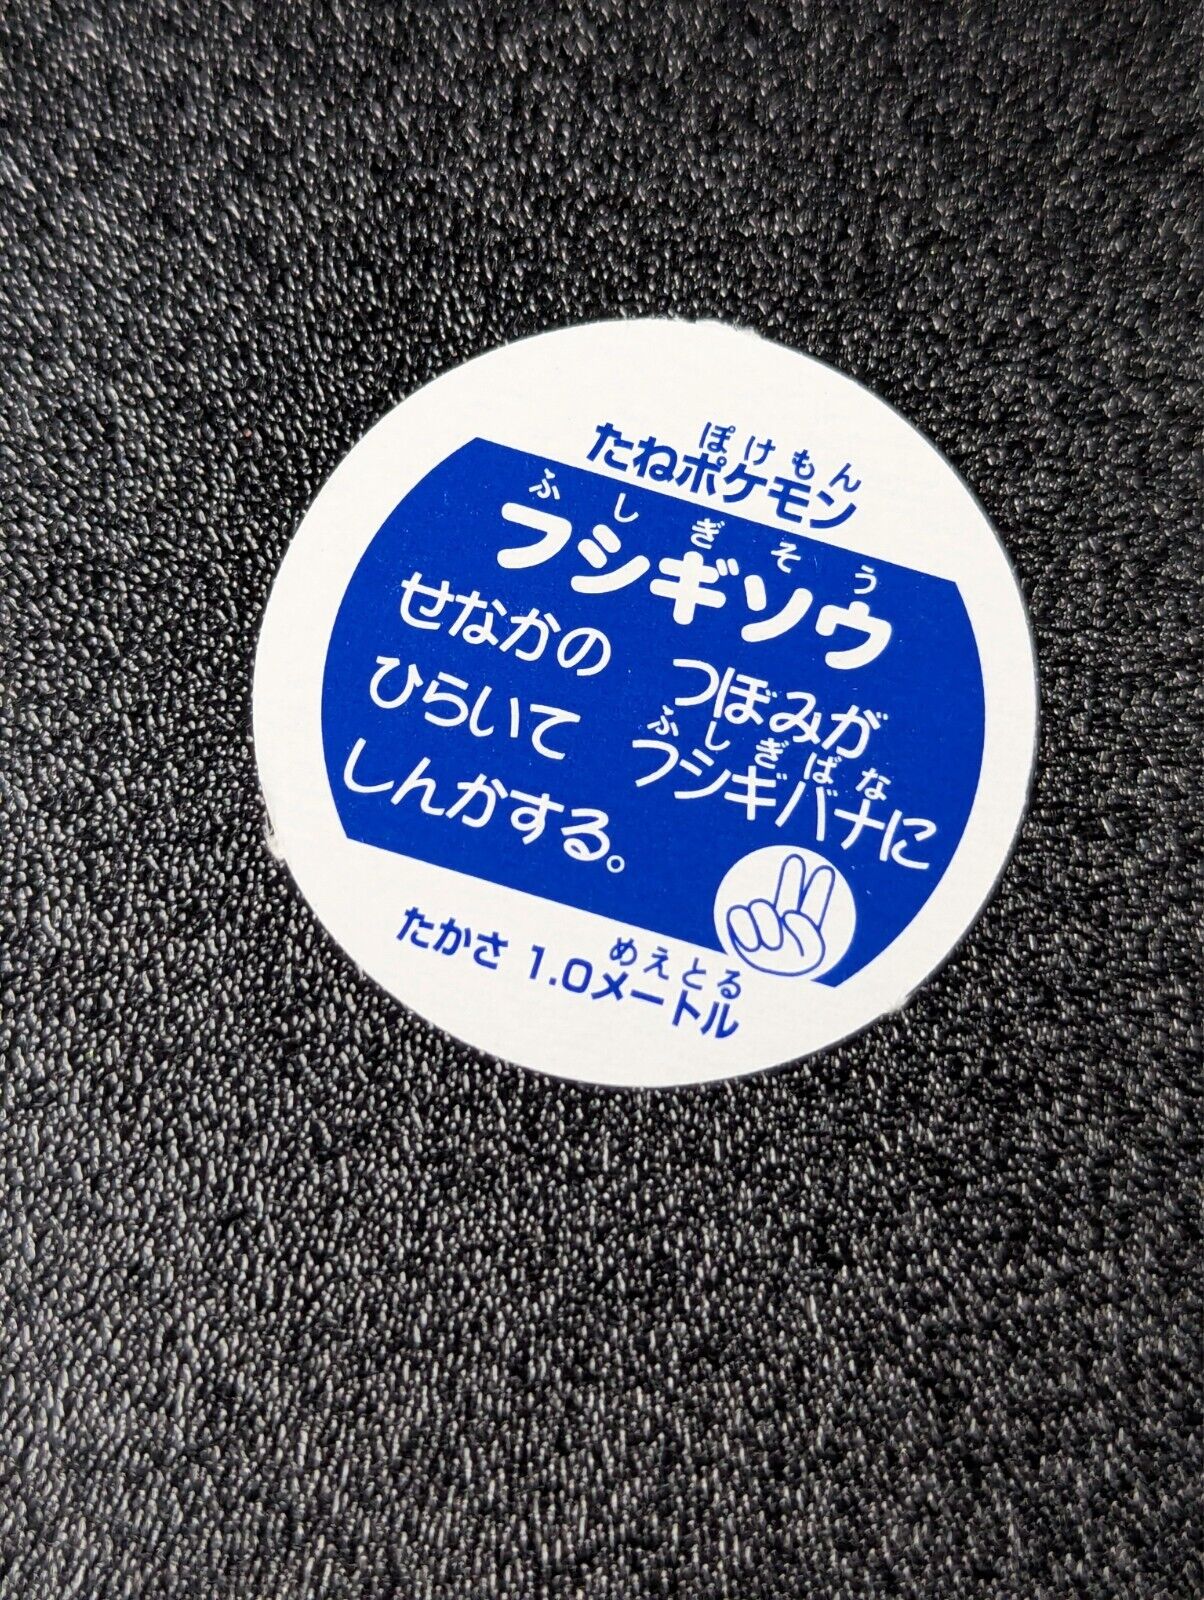 ぽけもん
たねポケモン
ふしぎそう
フシギソウ
せなかの つぼみが
ふしぎばな
ひらいて フシギバナに
しんかする。
めえとる
たかさ 1.0メートル